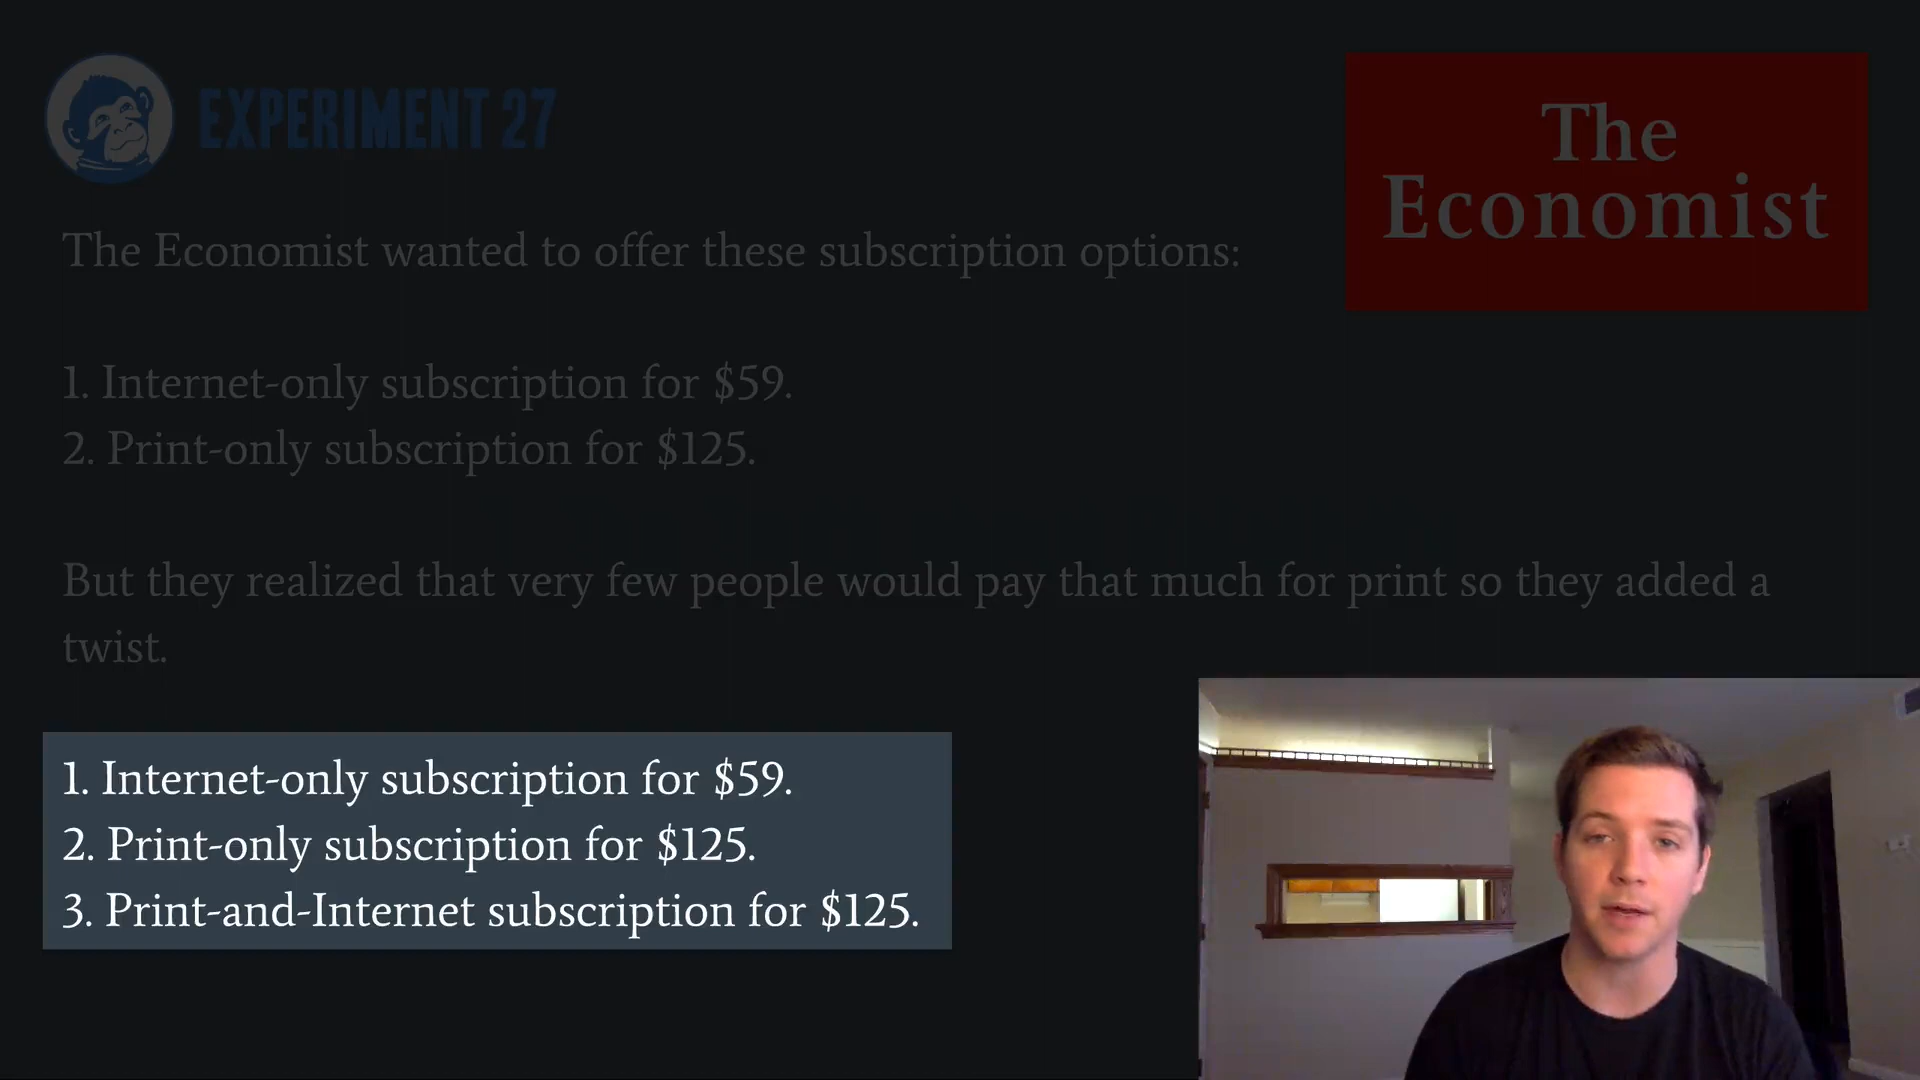 EXPERIMENT 27
The
Economist
The Economist wanted to offer these subscription options:
1. Internet-only subscription for $59.
2. Print-only subscription for $125.
But they realized that very few people would pay that much for print so they added a
twist.
1. Internet-only subscription for $59.
2. Print-only subscription for $125.
3. Print-and-Internet subscription for $125.